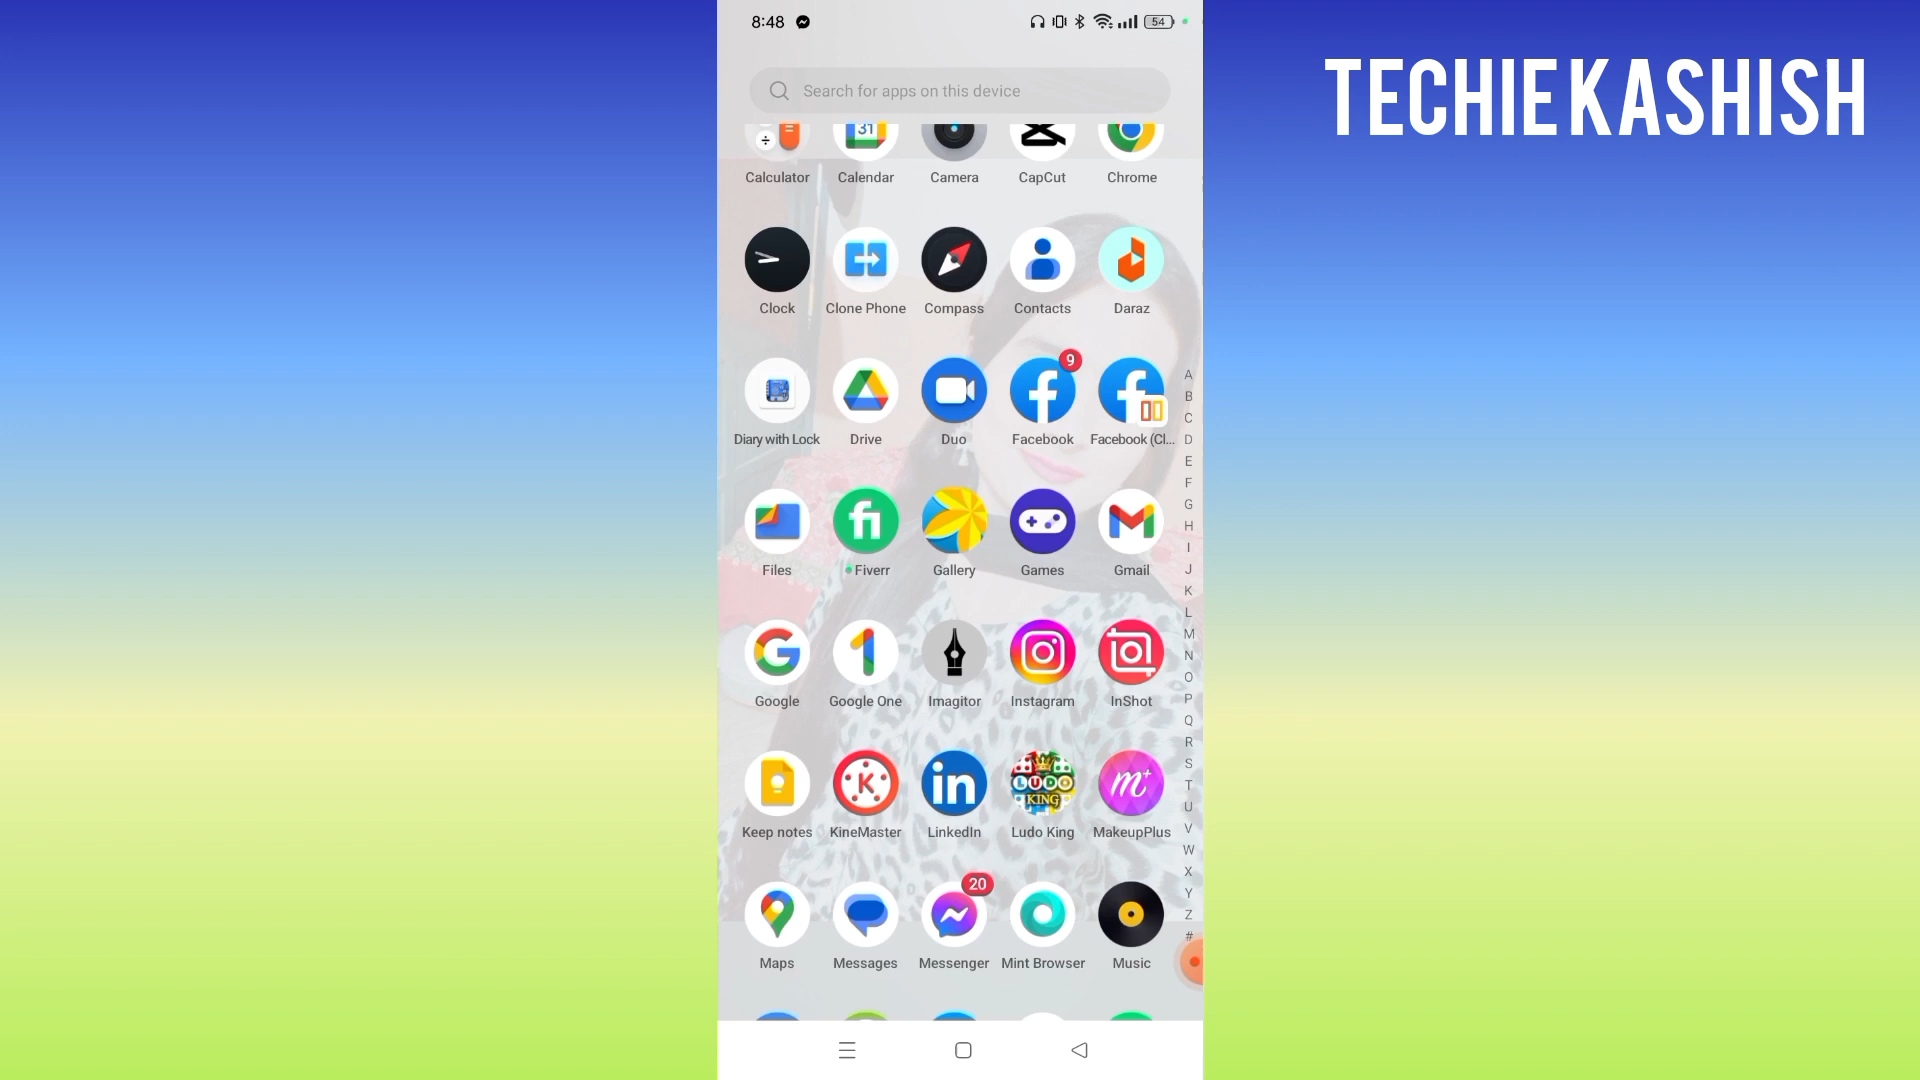 8:48
54
TECHIE KASHISH
Search for apps on this device
31
Calculator Calendar Camera CapCut Chrome
Clock Clone Phone Compass Contacts Daraz
9
Diary with Lock Drive Duo Facebook Facebook (Cl...
fi
Files Fiverr Gallery Games Gmail
Google Google One Imagitor Instagram InShot
K in LUDO KING m+
Keep notes KineMaster LinkedIn Ludo King MakeupPlus
20
Maps Messages Messenger Mint Browser Music
A
B
C
D
E
F
G
H
I
J
K
L
M
N
O
P
Q
R
S
T
U
V
W
X
Y
Z
#